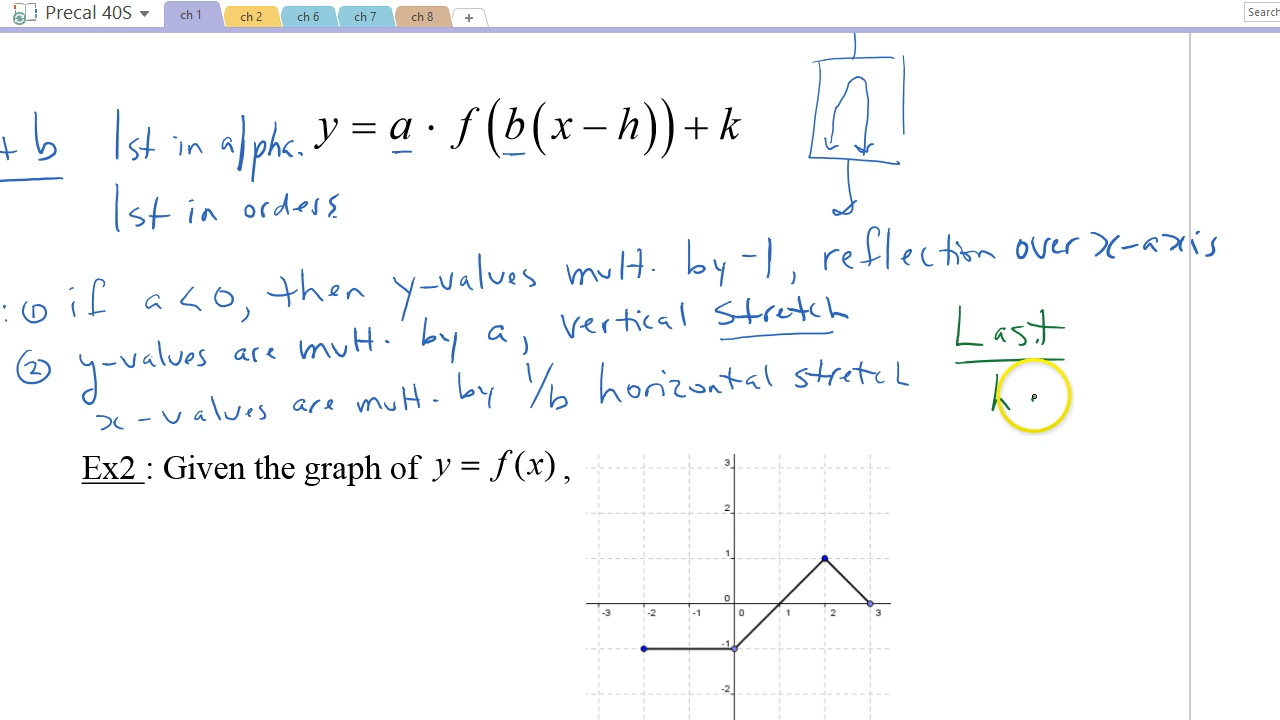 Precal 40S ch 1 ch 2 ch 6 ch 7 ch 8 + Search
+ b 1st in alpha. y = a · f(b(x − h)) + k
1st in orders
: ① if a < 0, then y-values mult. by -1, reflection over x-axis
② y-values are mult. by a, vertical stretch
x-values are mult. by 1/b horizontal stretch
Last
h
Ex2 : Given the graph of y = f(x) ,
3
2
1
0
-3 -2 -1 0 1 2 3
-1
-2